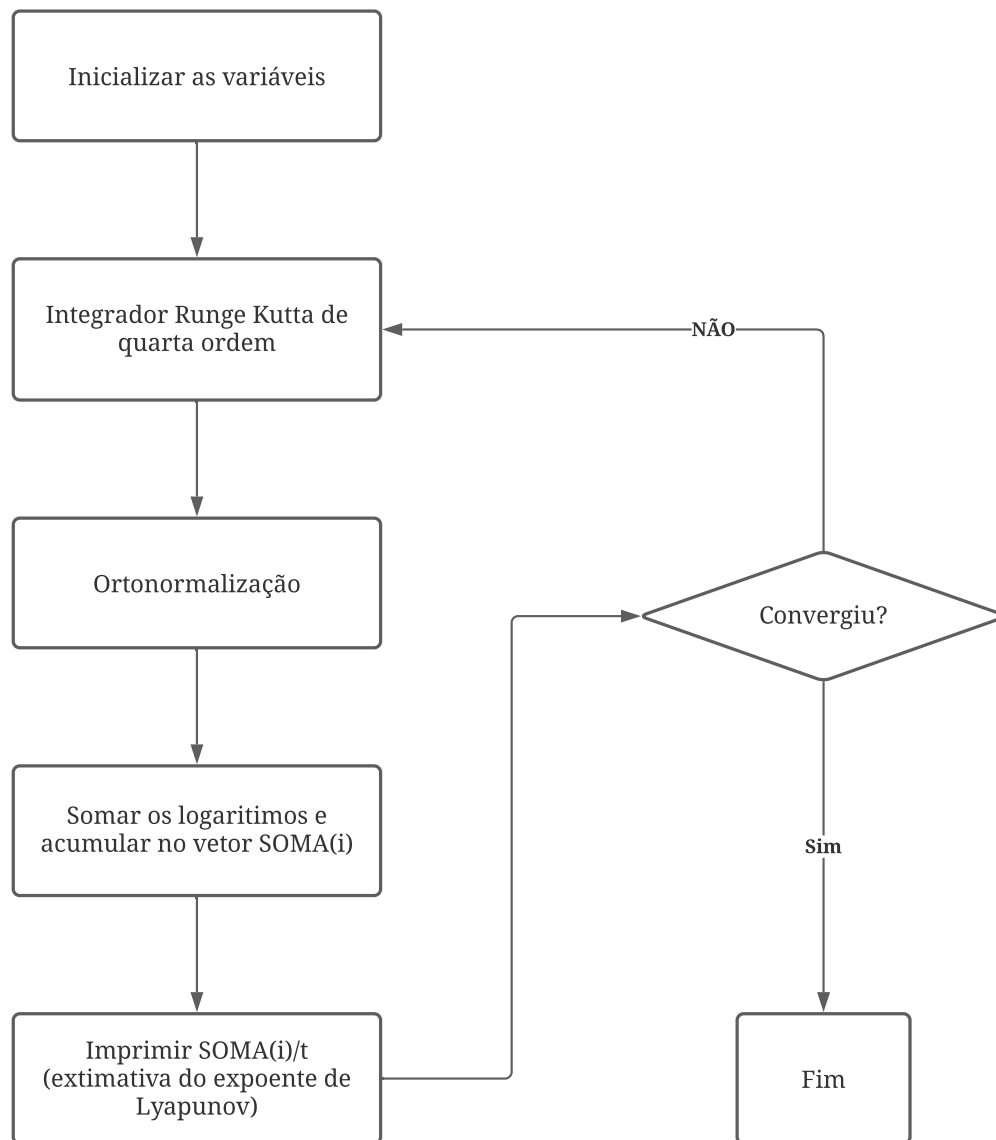 Inicializar as variáveis
Integrador Runge Kutta de
quarta ordem
NÃO
Ortonormalização
Convergiu?
Somar os logaritimos e
acumular no vetor SOMA(i)
Sim
Imprimir SOMA(i)/t
(extimativa do expoente de
Lyapunov)
Fim